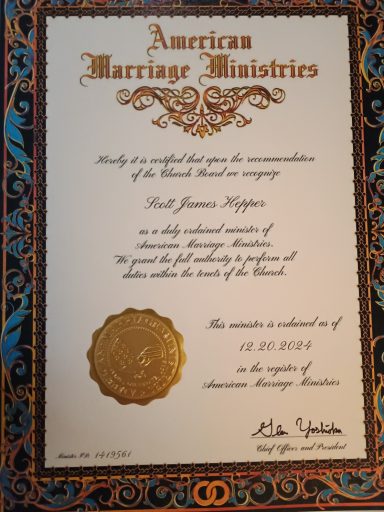 American
Marriage Ministries
Hereby it is certified that upon the recommendation
of the Church Board we recognize
Scott James Hepper
as a duly ordained minister of
American Marriage Ministries.
We grant the full authority to perform all
duties within the tenets of the Church.
This minister is ordained as of
12.20.2024
in the register of
American Marriage Ministries
Glen Yoshioka
Chief Officer and President
Minister ID: 1419561